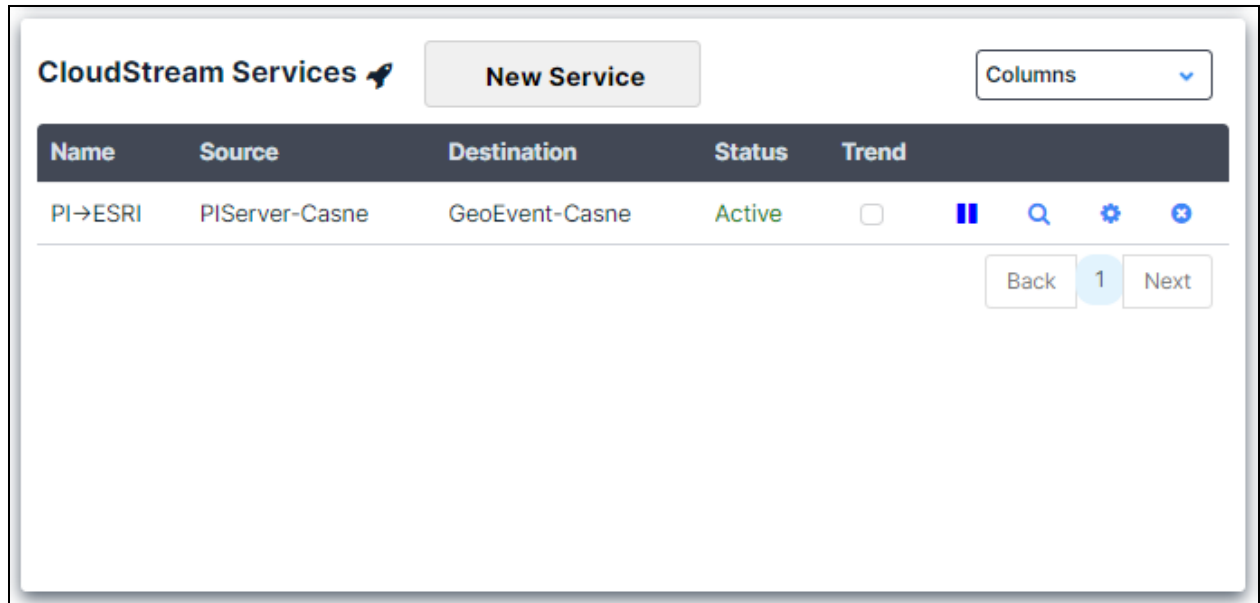 CloudStream Services New Service Columns
Name Source Destination Status Trend
PI→ESRI PIServer-Casne GeoEvent-Casne Active
Back 1 Next